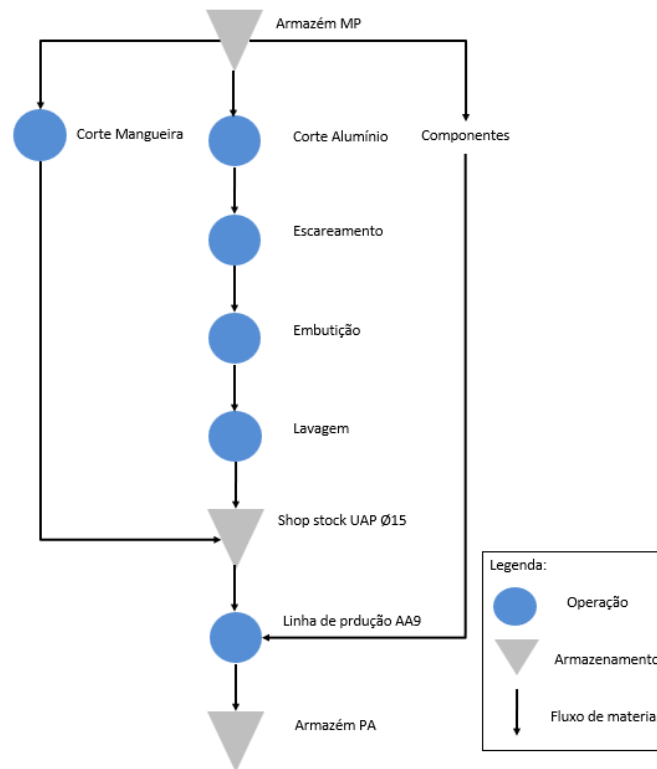 Armazém MP
Corte Mangueira
Corte Alumínio
Componentes
Escareamento
Embutição
Lavagem
Shop stock UAP Ø15
Linha de prdução AA9
Armazém PA
Legenda:
Operação
Armazenamento
Fluxo de materia